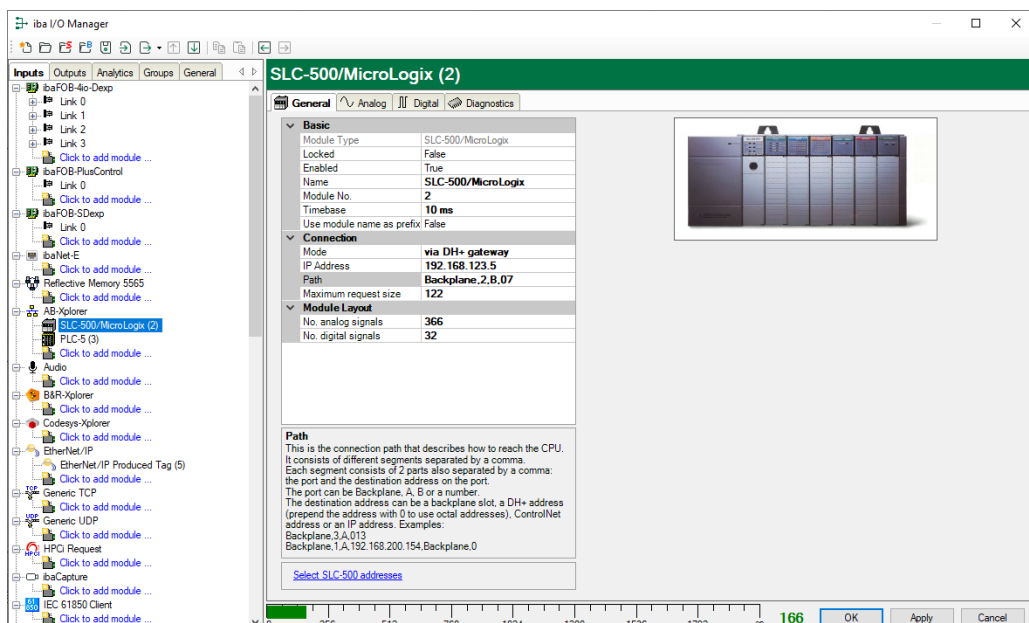 iba I/O Manager
Inputs Outputs Analytics Groups General
ibaFOB-4io-Dexp
Link 0
Link 1
Link 2
Link 3
Click to add module ...
ibaFOB-PlusControl
Link 0
Click to add module ...
ibaFOB-SDexp
Link 0
Click to add module ...
ibaNet-E
Click to add module ...
Reflective Memory 5565
Click to add module ...
AB-Xplorer
SLC-500/MicroLogix (2)
PLC-5 (3)
Click to add module ...
Audio
Click to add module ...
B&R-Xplorer
Click to add module ...
Codesys-Xplorer
Click to add module ...
EtherNet/IP
EtherNet/IP Produced Tag (5)
Click to add module ...
Generic TCP
Click to add module ...
Generic UDP
Click to add module ...
HPCi Request
Click to add module ...
ibaCapture
Click to add module ...
IEC 61850 Client
Click to add module ...
SLC-500/MicroLogix (2)
General Analog Digital Diagnostics
Basic
Module Type SLC-500/MicroLogix
Locked False
Enabled True
Name SLC-500/MicroLogix
Module No. 2
Timebase 10 ms
Use module name as prefix False
Connection
Mode via DH+ gateway
IP Address 192.168.123.5
Path Backplane,2,B,07
Maximum request size 122
Module Layout
No. analog signals 366
No. digital signals 32
Path
This is the connection path that describes how to reach the CPU.
It consists of different segments separated by a comma.
Each segment consists of 2 parts also separated by a comma:
the port and the destination address on the port.
The port can be Backplane, A, B or a number.
The destination address can be a backplane slot, a DH+ address
(prepend the address with 0 to use octal addresses), ControlNet
address or an IP address. Examples:
Backplane,3,A,013
Backplane,1,A,192.168.200.154,Backplane,0
Select SLC-500 addresses
166 OK Apply Cancel